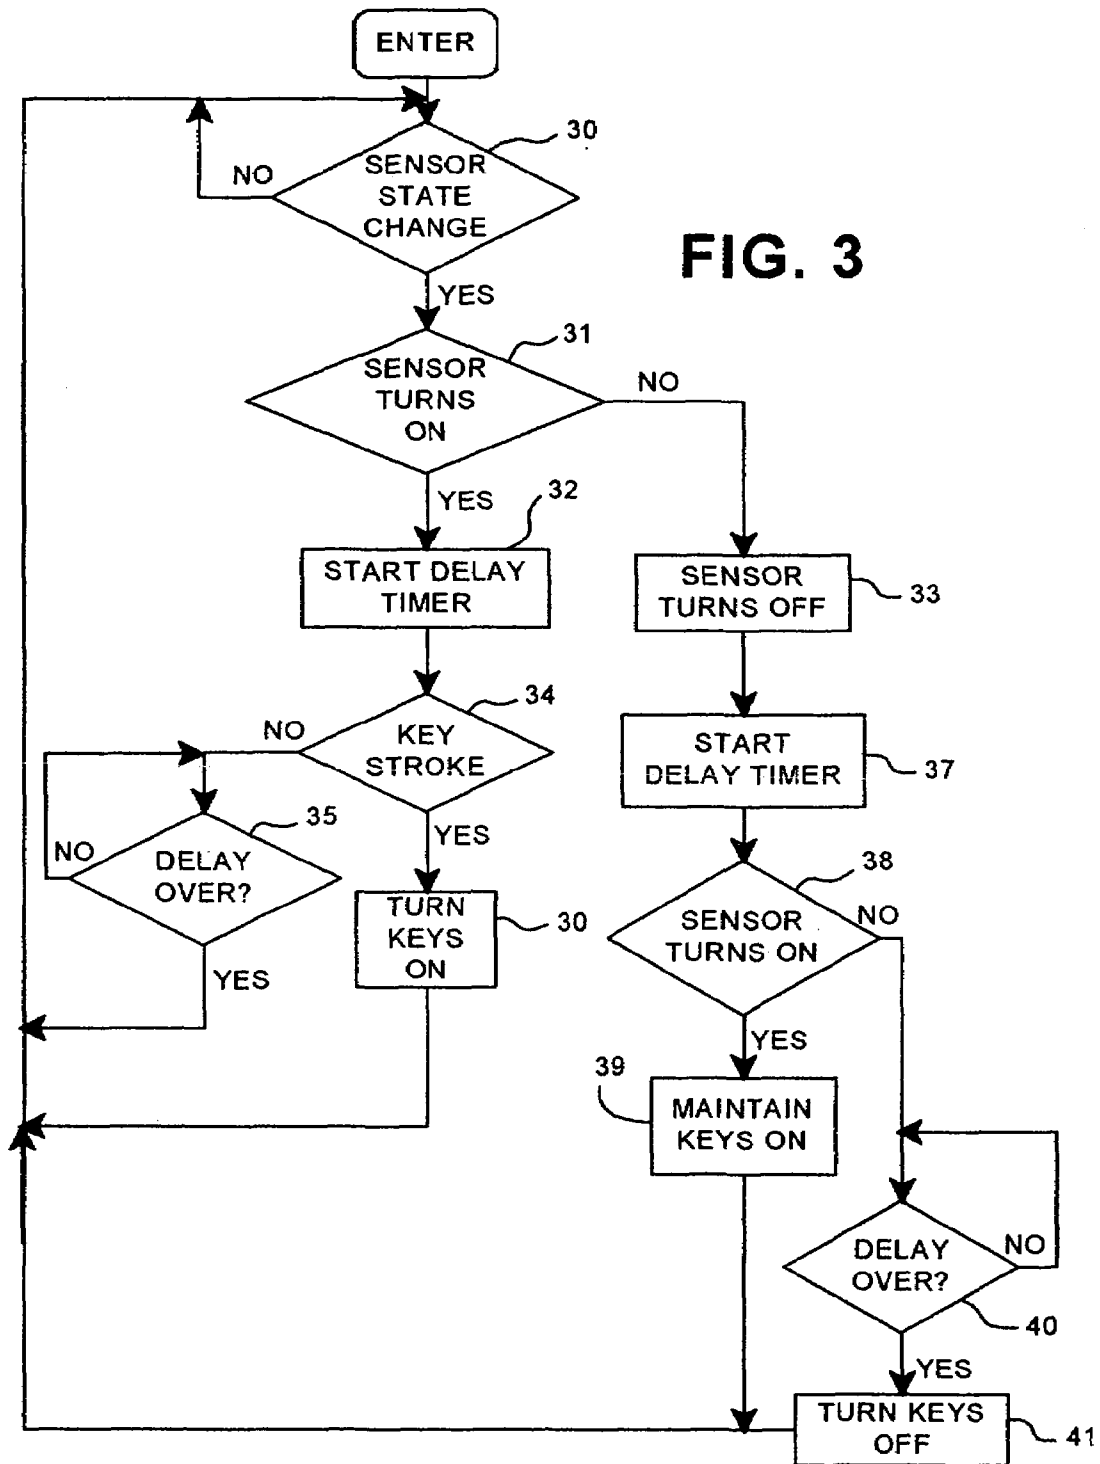 ENTER
30
SENSOR
STATE
CHANGE
NO
FIG. 3
YES
31
SENSOR
TURNS
ON
NO
YES
32
START DELAY
TIMER
SENSOR
TURNS OFF
33
34
NO
KEY
STROKE
START
DELAY TIMER
37
35
YES
NO
DELAY
OVER?
38
TURN
KEYS
ON
30
NO
SENSOR
TURNS ON
YES
YES
39
MAINTAIN
KEYS ON
DELAY
OVER?
NO
40
YES
TURN KEYS
OFF
41